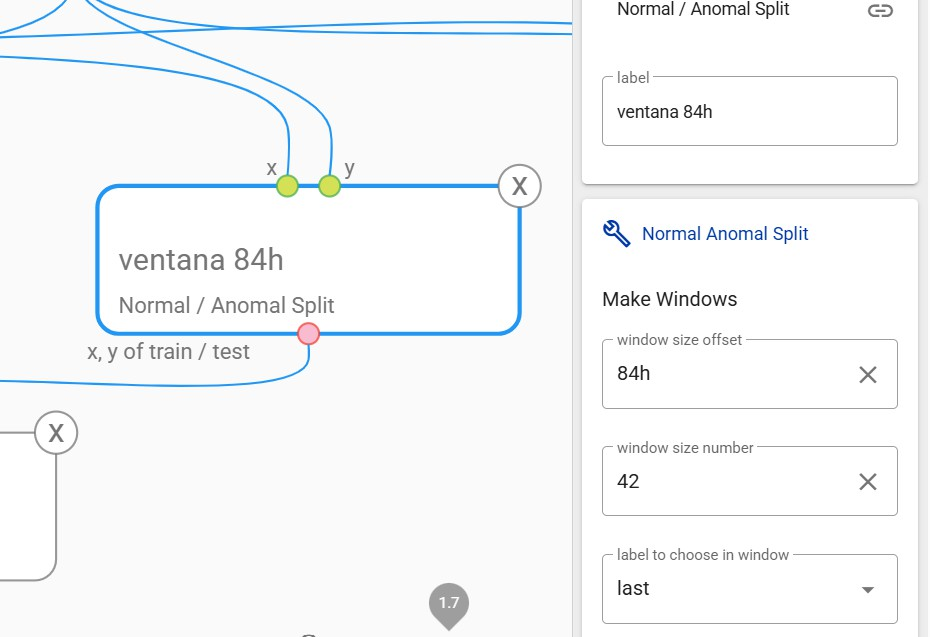 Normal / Anomal Split
label
ventana 84h
x
y
X
ventana 84h
Normal / Anomal Split
x, y of train / test
X
1.7
Normal Anomal Split
Make Windows
window size offset
84h
window size number
42
label to choose in window
last